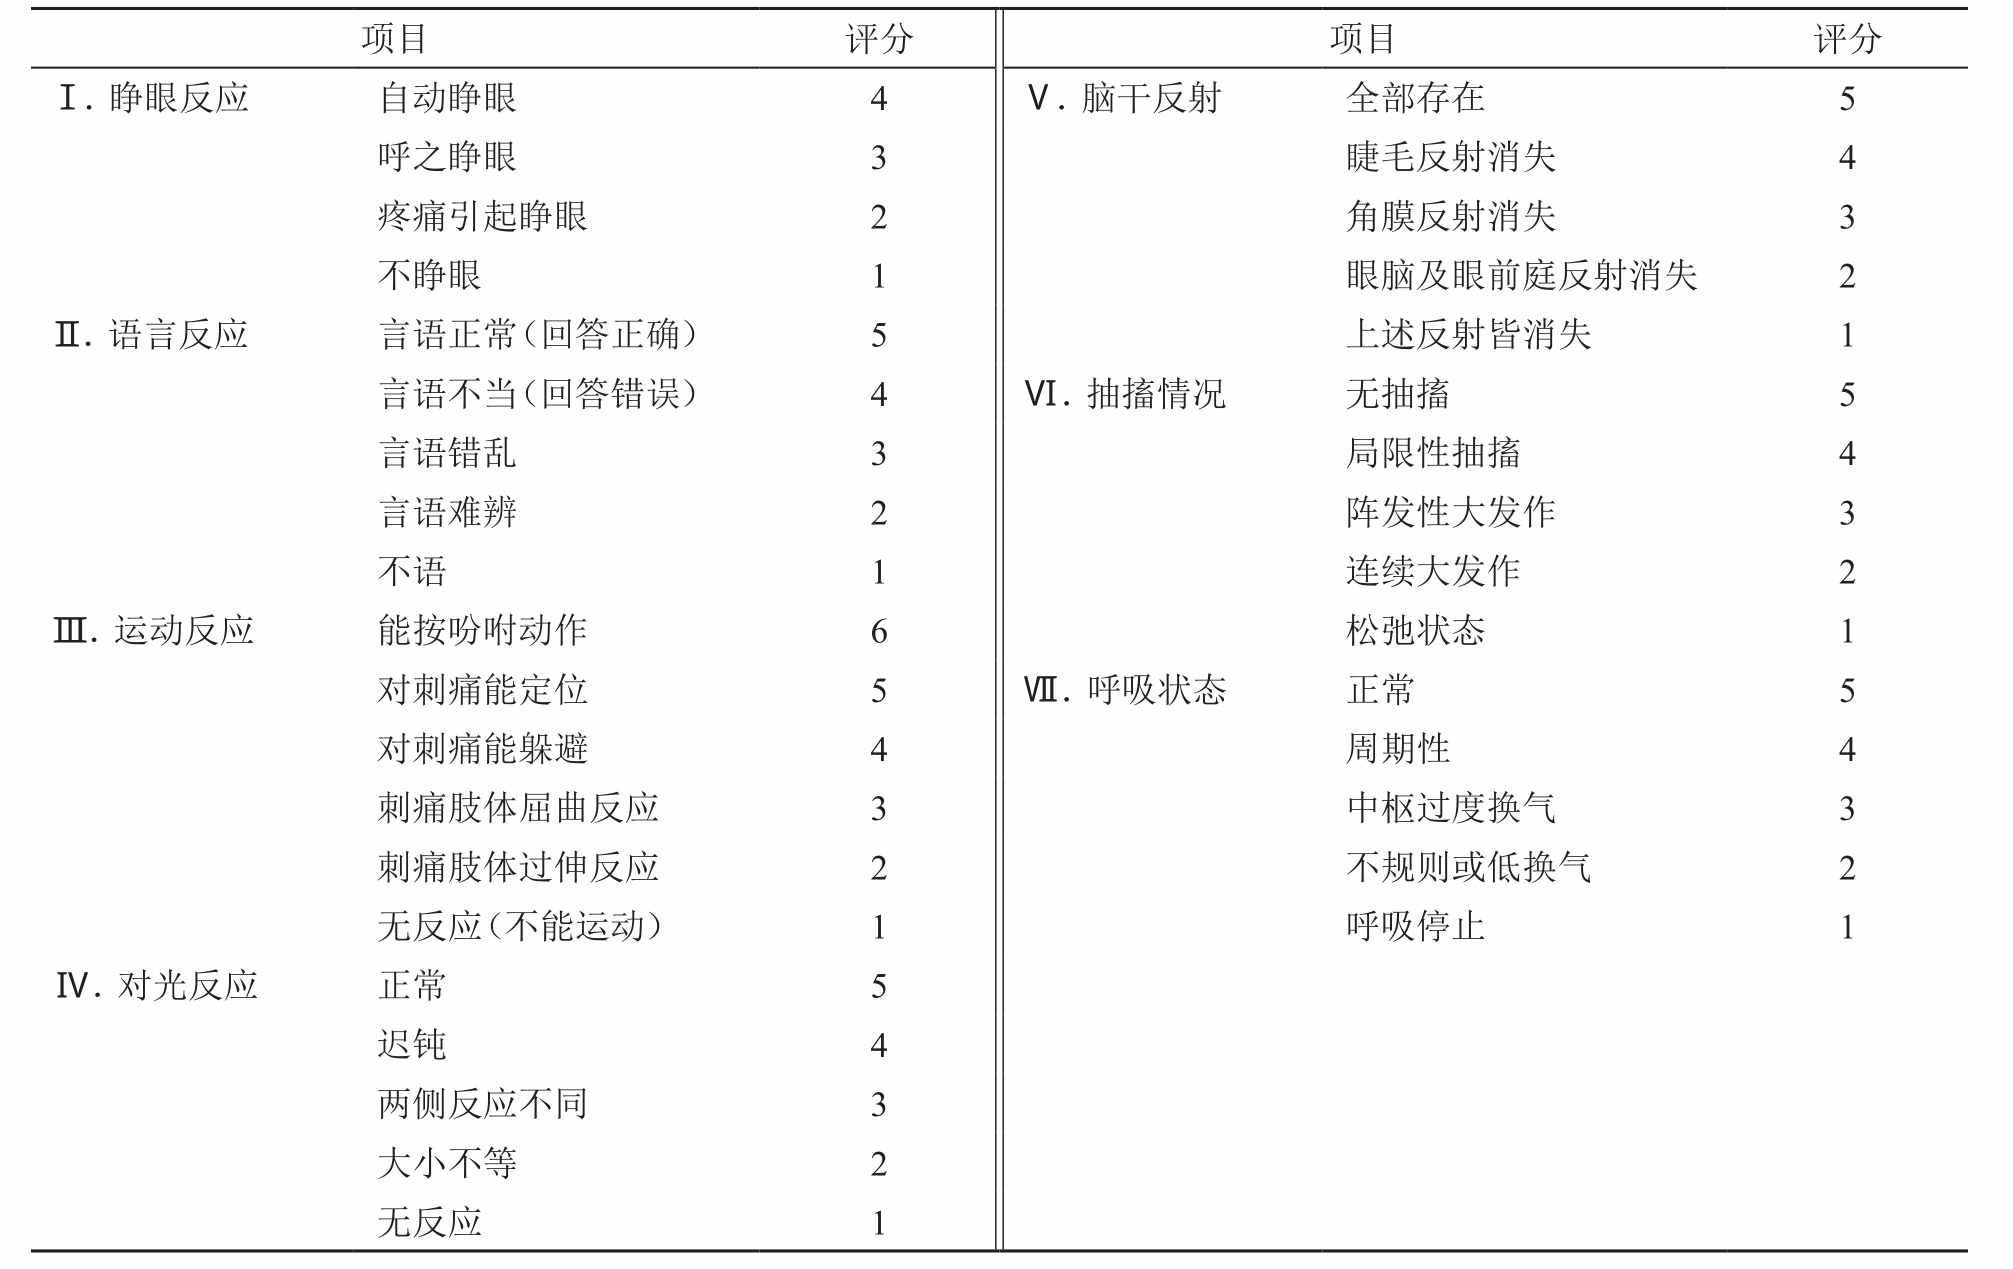 项目 评分
Ⅰ. 睁眼反应 自动睁眼 4
呼之睁眼 3
疼痛引起睁眼 2
不睁眼 1
Ⅱ. 语言反应 言语正常(回答正确) 5
言语不当(回答错误) 4
言语错乱 3
言语难辨 2
不语 1
Ⅲ. 运动反应 能按吩咐动作 6
对刺痛能定位 5
对刺痛能躲避 4
刺痛肢体屈曲反应 3
刺痛肢体过伸反应 2
无反应(不能运动) 1
Ⅳ. 对光反应 正常 5
迟钝 4
两侧反应不同 3
大小不等 2
无反应 1
项目 评分
Ⅴ. 脑干反射 全部存在 5
睫毛反射消失 4
角膜反射消失 3
眼脑及眼前庭反射消失 2
上述反射皆消失 1
Ⅵ. 抽搐情况 无抽搐 5
局限性抽搐 4
阵发性大发作 3
连续大发作 2
松弛状态 1
Ⅶ. 呼吸状态 正常 5
周期性 4
中枢过度换气 3
不规则或低换气 2
呼吸停止 1